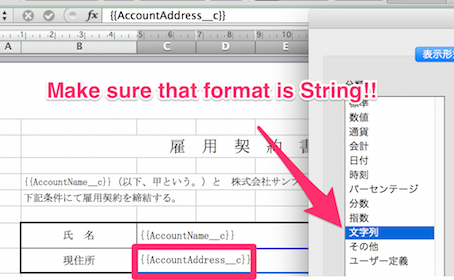 fx {{AccountAddress__c}}
表示形
Make sure that format is String!!
標準
数値
通貨
会計
日付
時刻
パーセンテージ
分数
指数
文字列
その他
ユーザー定義
A B C D E F
雇 用 契 約 書
{{AccountName__c}}(以下、甲という。)と 株式会社サンプ
下記条件にて雇用契約を締結する。
氏 名 {{AccountName__c}}
現住所 {{AccountAddress__c}}